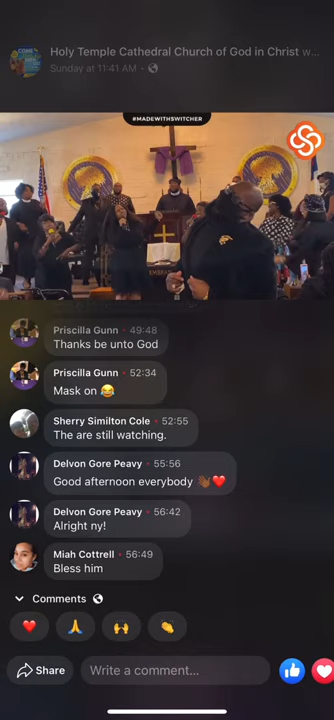 Holy Temple Cathedral Church of God in Christ w...
Sunday at 11:41 AM •
#MADEWITHSWITCHER
Priscilla Gunn • 49:48
Thanks be unto God
Priscilla Gunn • 52:34
Mask on 😂
Sherry Similton Cole • 52:55
The are still watching.
Delvon Gore Peavy • 55:56
Good afternoon everybody 👋🏾❤️
Delvon Gore Peavy • 56:42
Alright ny!
Miah Cottrell • 56:49
Bless him
Comments
Share
Write a comment...